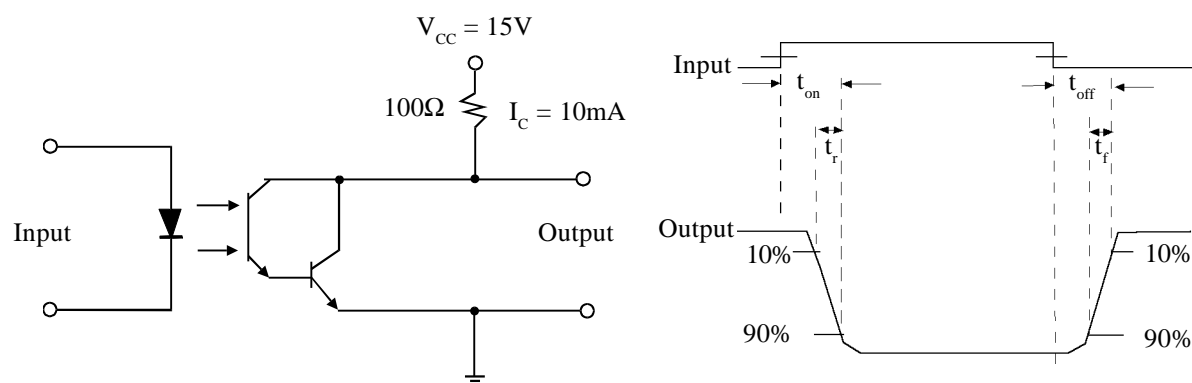 V_CC = 15V
100Ω I_C = 10mA
Input
Output
Input
t_on
t_off
t_r
t_f
Output
10%
10%
90%
90%